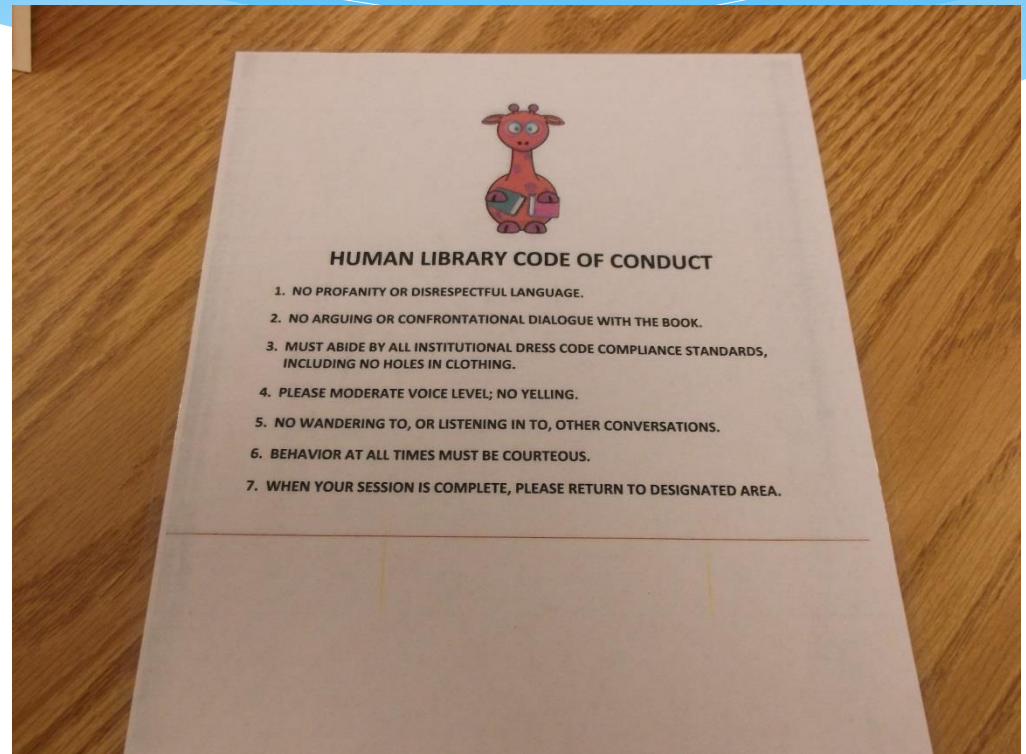 HUMAN LIBRARY CODE OF CONDUCT
1. NO PROFANITY OR DISRESPECTFUL LANGUAGE.
2. NO ARGUING OR CONFRONTATIONAL DIALOGUE WITH THE BOOK.
3. MUST ABIDE BY ALL INSTITUTIONAL DRESS CODE COMPLIANCE STANDARDS,
INCLUDING NO HOLES IN CLOTHING.
4. PLEASE MODERATE VOICE LEVEL; NO YELLING.
5. NO WANDERING TO, OR LISTENING IN TO, OTHER CONVERSATIONS.
6. BEHAVIOR AT ALL TIMES MUST BE COURTEOUS.
7. WHEN YOUR SESSION IS COMPLETE, PLEASE RETURN TO DESIGNATED AREA.